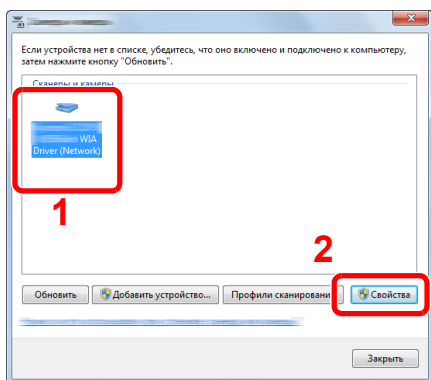 Если устройства нет в списке, убедитесь, что оно включено и подключено к компьютеру,
затем нажмите кнопку "Обновить".
Сканеры и камеры
WIA
Driver (Network)
1
2
Обновить
Добавить устройство...
Профили сканировани
Свойства
Закрыть